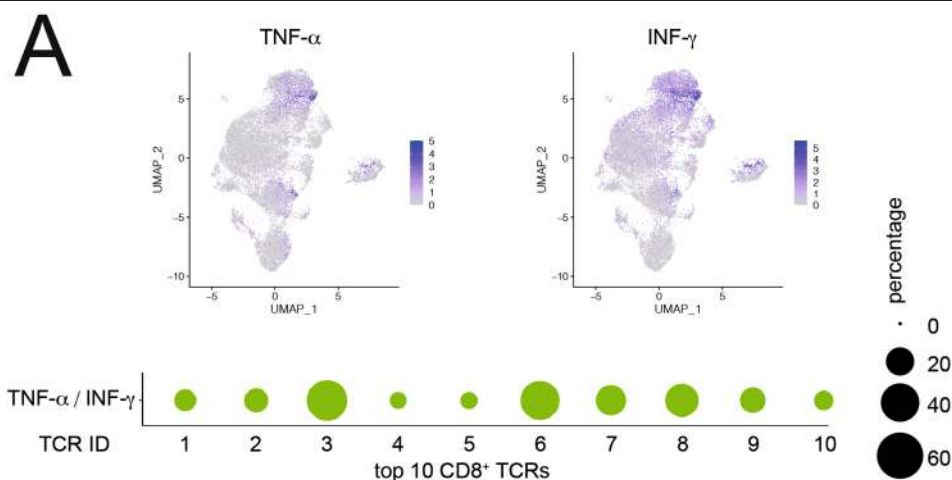 A
TNF-α
INF-γ
UMAP_2
5
0
−5
−10
−5
0
5
UMAP_1
5
4
3
2
1
0
UMAP_2
5
0
−5
−10
−5
0
5
UMAP_1
5
4
3
2
1
0
percentage
0
20
40
60
TNF-α / INF-γ
TCR ID 1 2 3 4 5 6 7 8 9 10
top 10 CD8⁺ TCRs